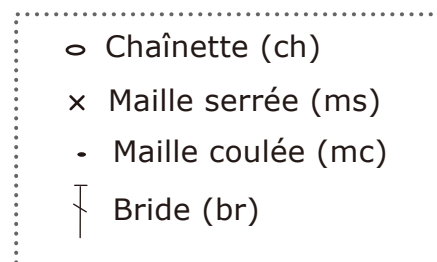 Chaînette (ch)
Maille serrée (ms)
Maille coulée (mc)
Bride (br)